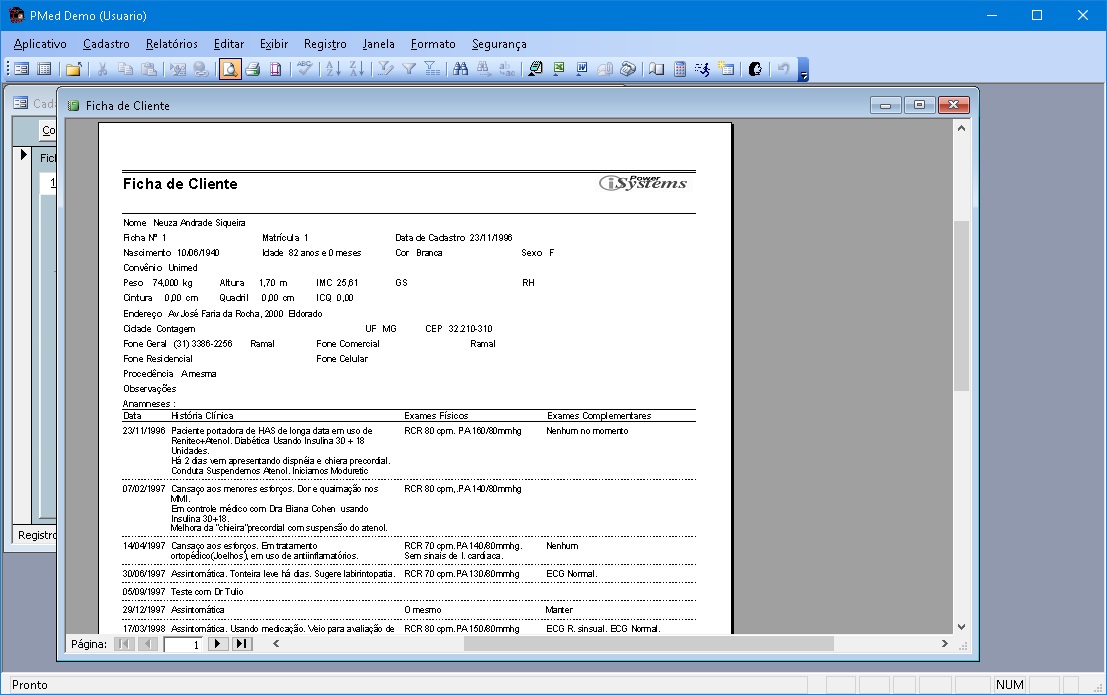 PMed Demo (Usuario)
Aplicativo Cadastro Relatórios Editar Exibir Registro Janela Formato Segurança
Cada
Ficha de Cliente
Co
Fich
1
Registro
Ficha de Cliente
Power
iSystems
Nome Neuza Andrade Siqueira
Ficha Nº 1 Matrícula 1 Data de Cadastro 23/11/1996
Nascimento 10/06/1940 Idade 82 anos e 0 meses Cor Branca Sexo F
Convênio Unimed
Peso 74,000 kg Altura 1,70 m IMC 25,61 GS RH
Cintura 0,00 cm Quadril 0,00 cm ICQ 0,00
Endereço Av José Faria da Rocha, 2000 Eldorado
Cidade Contagem UF MG CEP 32.210-310
Fone Geral (31) 3386-2256 Ramal Fone Comercial Ramal
Fone Residencial Fone Celular
Procedência Amesma
Observações
Anamneses :
Data História Clínica Exames Físicos Exames Complementares
23/11/1996 Paciente portadora de HAS de longa data em uso de RCR 80 cpm. PA 160/80mmhg Nenhum no momento
Renitec+Atenol. Diabética Usando Insulina 30 + 18
Unidades.
Há 2 dias vem apresentando dispnéia e chiera precordial.
Conduta Suspendemos Atenol. Iniciamos Moduretic
07/02/1997 Cansaço aos menores esforços. Dor e quaimação nos RCR 80 cpm,.PA 140/80mmhg
MMI.
Em controle médico com Dra Eliana Cohen usando
Insulina 30+18.
Melhora da "chieira"precordial com suspensão do atenol.
14/04/1997 Cansaço aos esforços. Em tratamento RCR 70 cpm.PA 140/80mmhg. Nenhum
ortopédico(Joelhos), em uso de antiinflamatórios. Sem sinais de I. cardíaca.
30/06/1997 Assintomática. Tonteira leve há dias. Sugere labirintopatia. RCR 70 cpm.PA 130/80mmhg ECG Normal.
05/09/1997 Teste com Dr Tulio
29/12/1997 Assintomática O mesmo Manter
17/03/1998 Assintomática. Usando medicação. Veio para avaliação de RCR 80 cpm.PA 150/80mmhg ECG R. sinsual. ECG Normal.
Página: 1
Pronto NUM